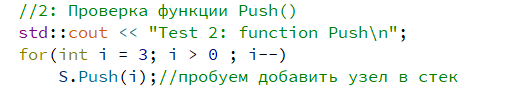 //2: Проверка функции Push()
std::cout << "Test 2: function Push\n";
for(int i = 3; i > 0 ; i--)
S.Push(i);//пробуем добавить узел в стек